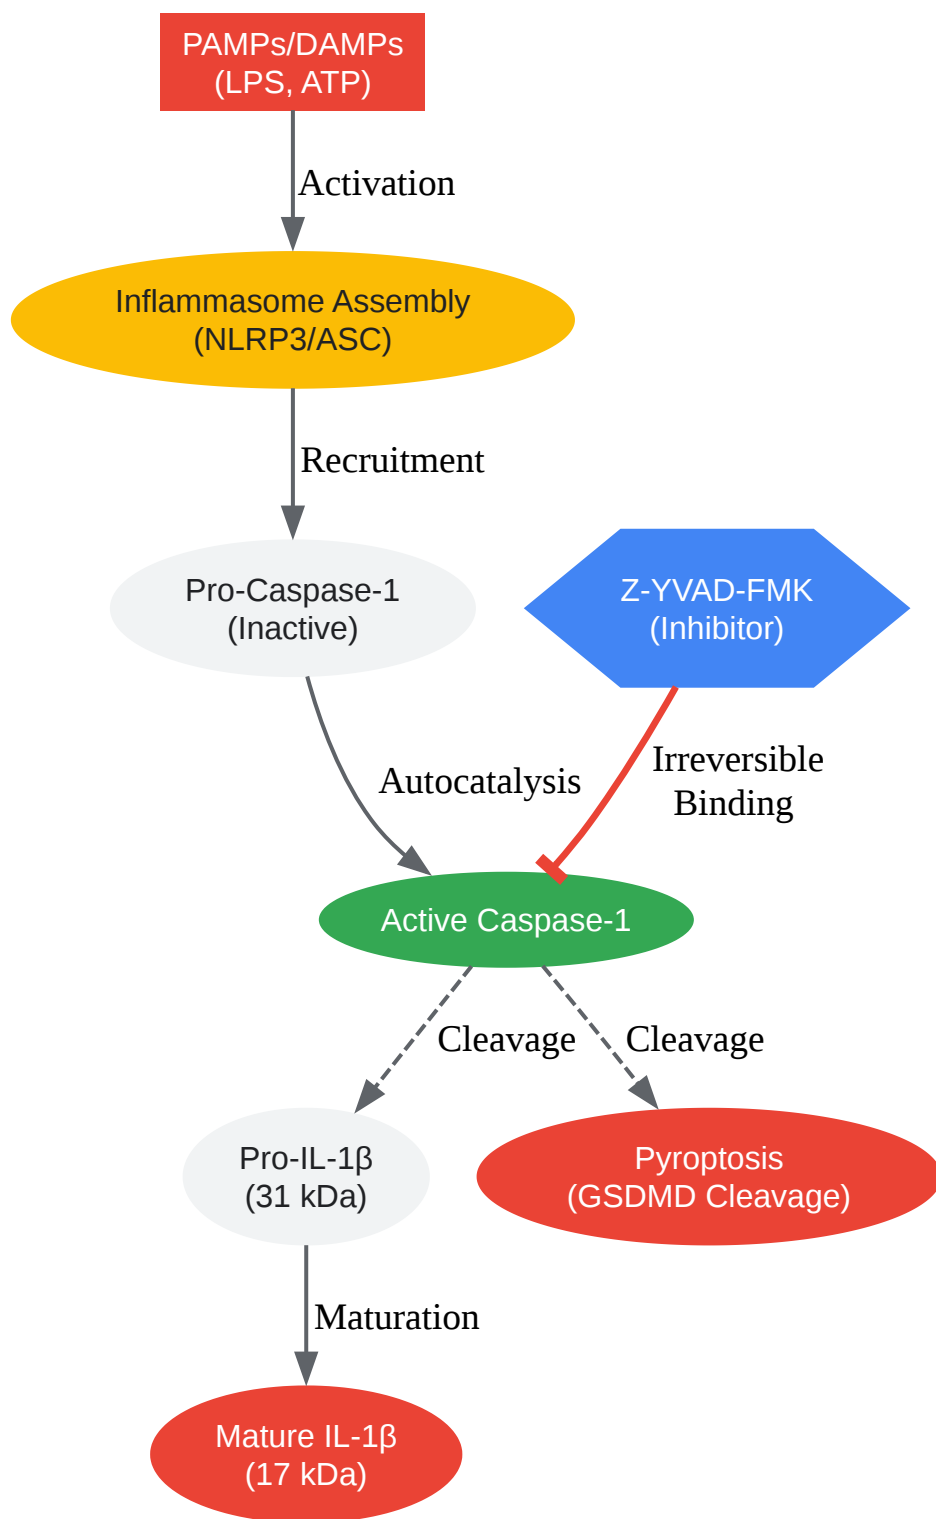 PAMPs/DAMPs
(LPS, ATP)
Activation
Inflammasome Assembly
(NLRP3/ASC)
Recruitment
Pro-Caspase-1
(Inactive)
Z-YVAD-FMK
(Inhibitor)
Autocatalysis
Irreversible
Binding
Active Caspase-1
Cleavage
Cleavage
Pro-IL-1β
(31 kDa)
Pyroptosis
(GSDMD Cleavage)
Maturation
Mature IL-1β
(17 kDa)